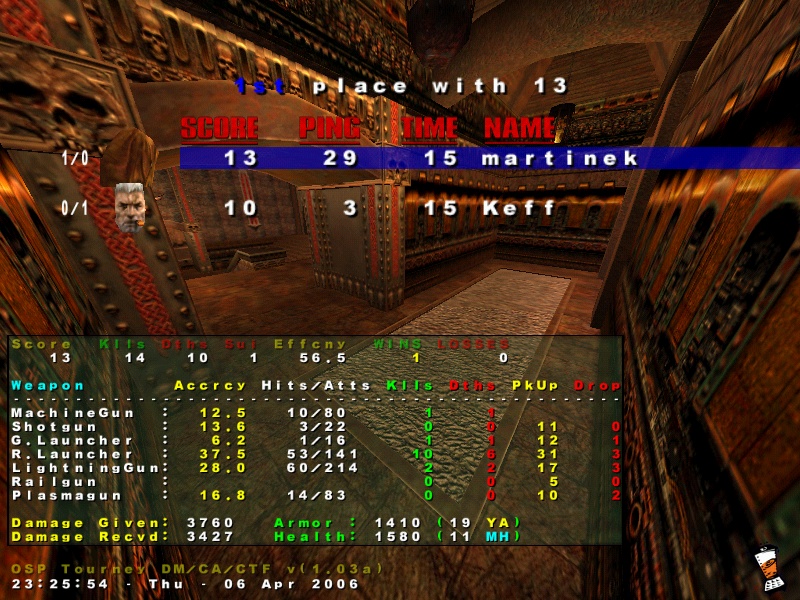 1st place with 13
SCORE PING TIME NAME
1/0 13 29 15 martinek
0/1 10 3 15 Keff
Score Klls Dths Sui Effcny WINS LOSSES
13 14 10 1 56.5 1 0
Weapon Accrcy Hits/Atts Klls Dths PkUp Drop
MachineGun : 12.5 10/80 1 1
Shotgun : 13.6 3/22 0 0 11 0
G.Launcher : 6.2 1/16 1 1 12 1
R.Launcher : 37.5 53/141 10 6 31 3
LightningGun: 28.0 60/214 2 2 17 3
Railgun : 0 0 5 0
Plasmagun : 16.8 14/83 0 0 10 2
Damage Given: 3760 Armor : 1410 (19 YA)
Damage Recvd: 3427 Health: 1580 (11 MH)
OSP Tourney DM/CA/CTF v(1.03a)
23:25:54 - Thu - 06 Apr 2006